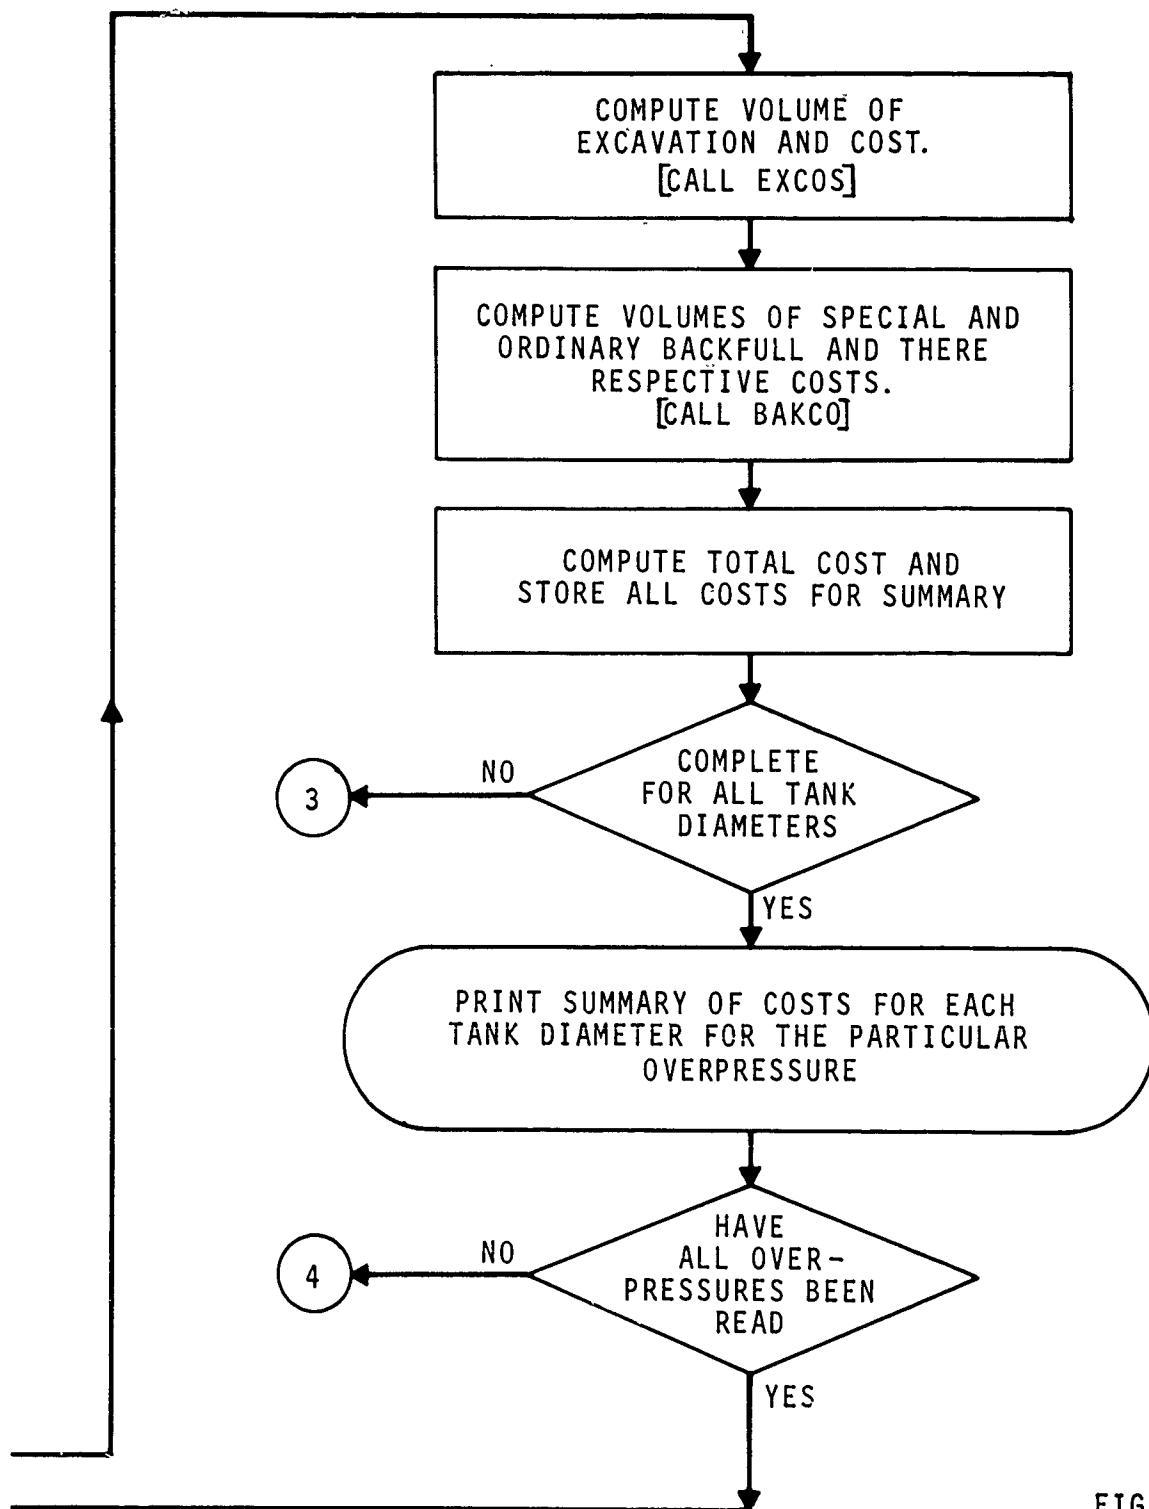 COMPUTE VOLUME OF
EXCAVATION AND COST.
[CALL EXCOS]
COMPUTE VOLUMES OF SPECIAL AND
ORDINARY BACKFULL AND THERE
RESPECTIVE COSTS.
[CALL BAKCO]
COMPUTE TOTAL COST AND
STORE ALL COSTS FOR SUMMARY
COMPLETE
FOR ALL TANK
DIAMETERS
NO
3
YES
PRINT SUMMARY OF COSTS FOR EACH
TANK DIAMETER FOR THE PARTICULAR
OVERPRESSURE
HAVE
ALL OVER-
PRESSURES BEEN
READ
NO
4
YES
FIG